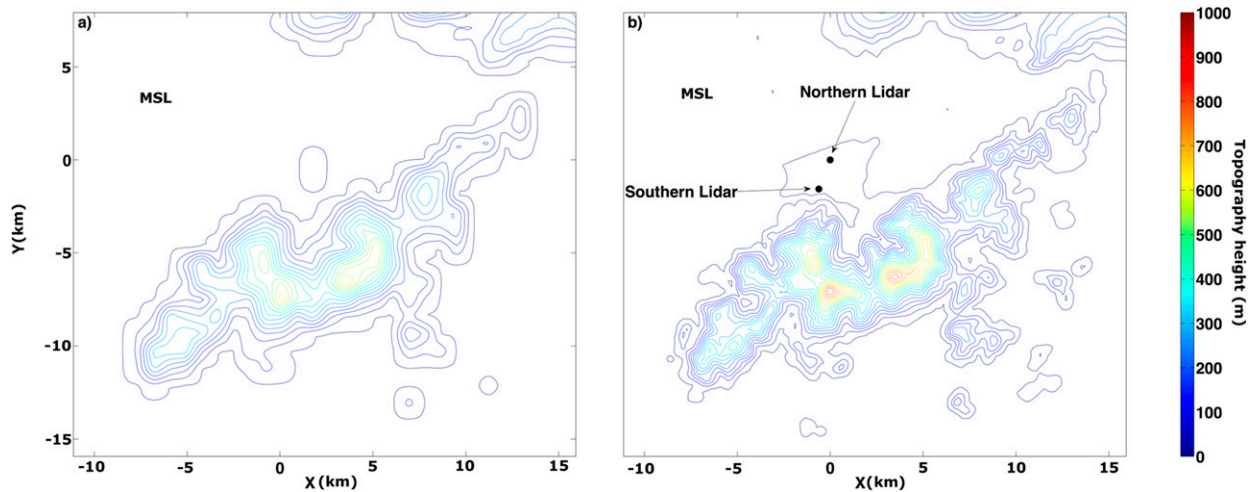 a)
MSL
5
0
-5
-10
-15
Y(km)
-10 -5 0 5 10 15
X(km)
b)
MSL
Northern Lidar
Southern Lidar
-10 -5 0 5 10 15
X(km)
1000
900
800
700
600
500
400
300
200
100
0
Topography height (m)